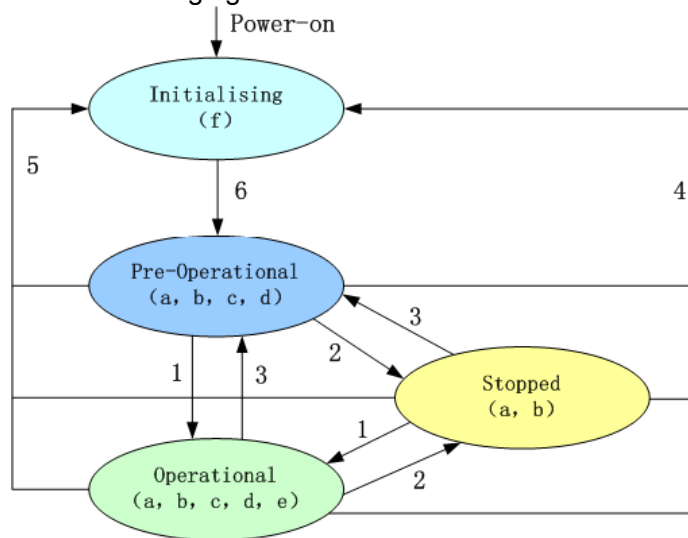 Power-on
Initialising
(f)
5
6
4
Pre-Operational
(a, b, c, d)
3
2
1
3
Stopped
(a, b)
1
Operational
(a, b, c, d, e)
2